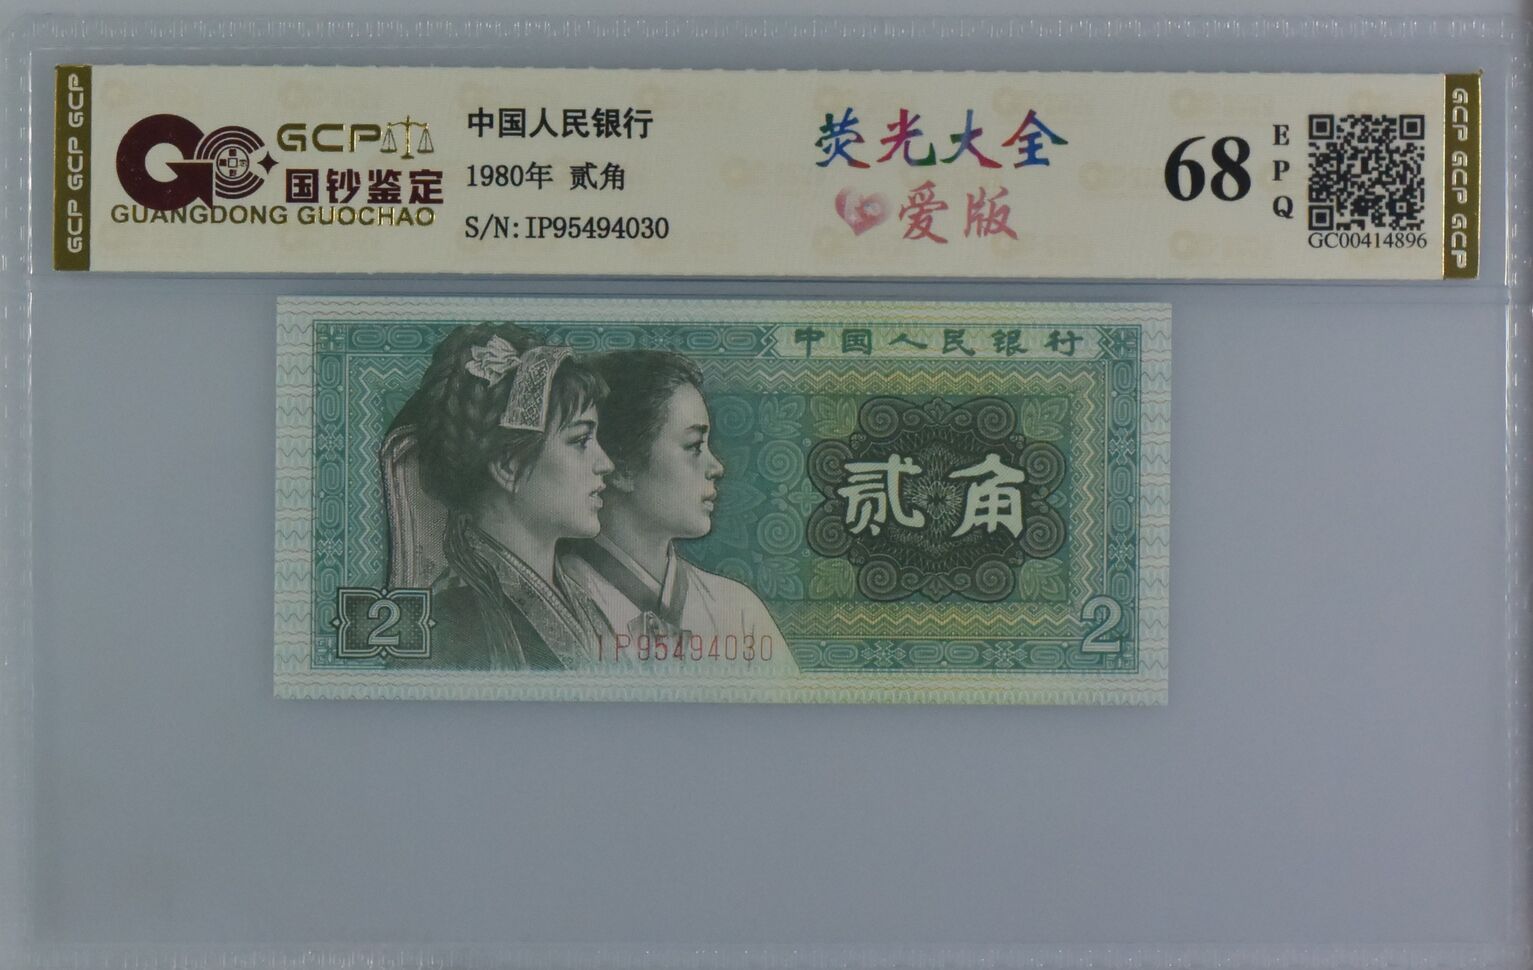 GCP GCP GCP
GCP
国钞鉴定
GUANGDONG GUOCHAO
中国人民银行
1980年 贰角
S/N: IP95494030
荧光大全
爱版
68
EPQ
GC00414896
GCP GCP GCP
中国人民银行
贰角
2
2
IP95494030